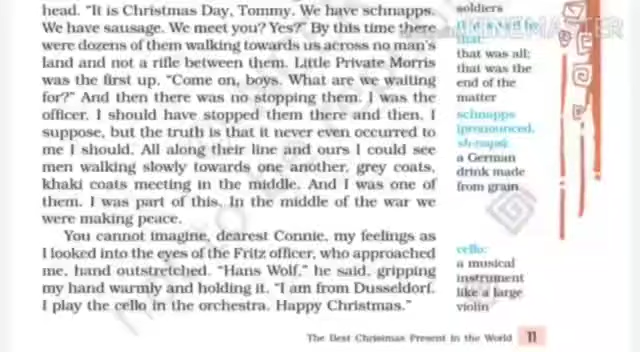 head. "It is Christmas Day, Tommy. We have schnapps.
We have sausage. We meet you? Yes?" By this time there
were dozens of them walking towards us across no man's
land and not a rifle between them. Little Private Morris
was the first up. "Come on, boys. What are we waiting
for?" And then there was no stopping them. I was the
officer. I should have stopped them there and then, I
suppose, but the truth is that it never even occurred to
me I should. All along their line and ours I could see
men walking slowly towards one another, grey coats,
khaki coats meeting in the middle. And I was one of
them. I was part of this. In the middle of the war we
were making peace.
You cannot imagine, dearest Connie, my feelings as
I looked into the eyes of the Fritz officer, who approached
me, hand outstretched. "Hans Wolf," he said, gripping
my hand warmly and holding it. "I am from Dusseldorf.
I play the cello in the orchestra. Happy Christmas."
soldiers
that:
that was all;
that was the
end of the
matter
schnapps
(pronounced,
sh-naps):
a German
drink made
from grain
cello:
a musical
instrument
like a large
violin
The Best Christmas Present in the World 11
KINEMASTER